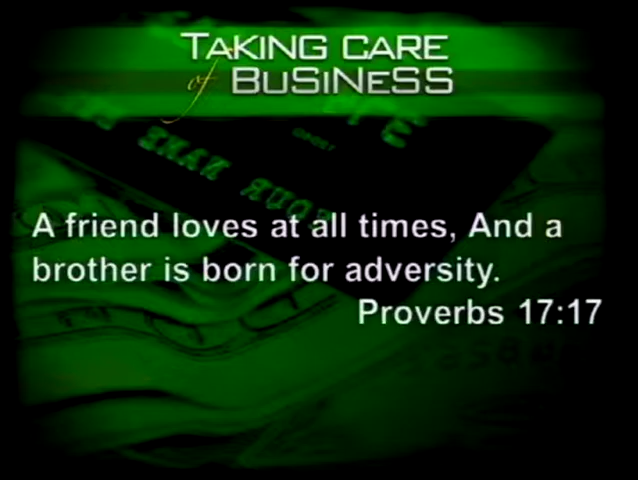 TAKING CARE
of BUSINESS
A friend loves at all times, And a
brother is born for adversity.
Proverbs 17:17